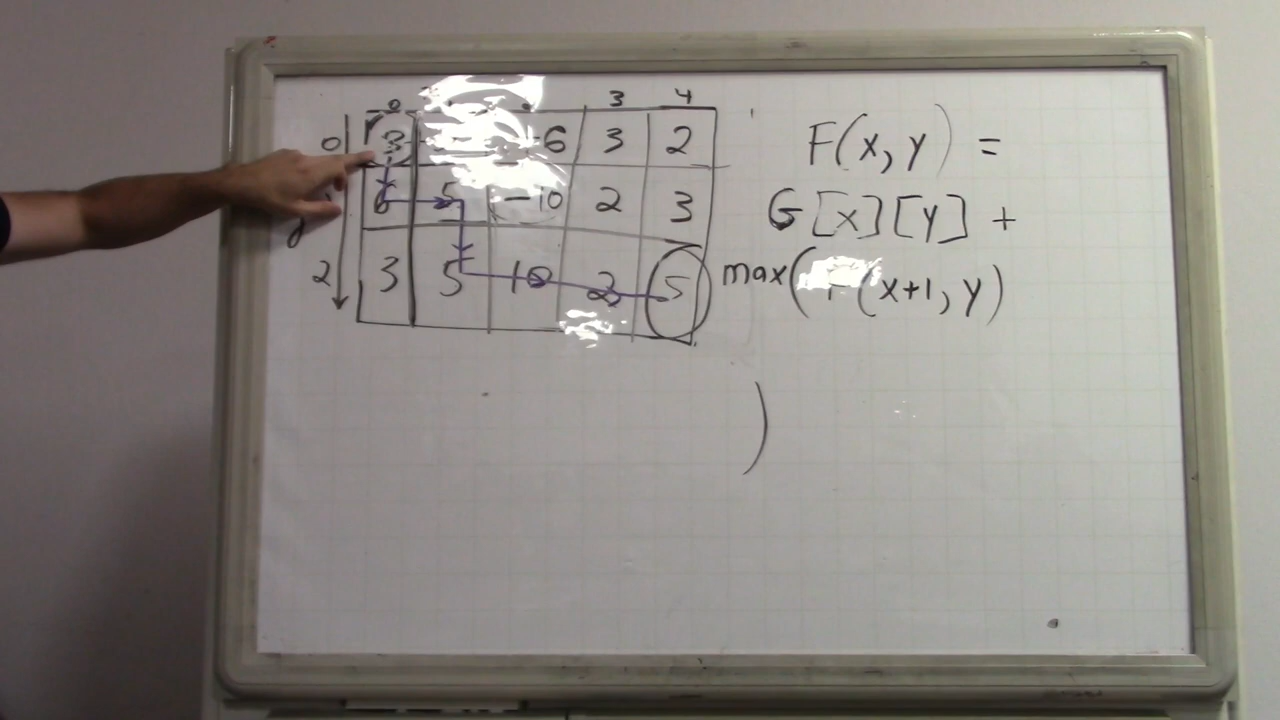 0 3 4
0 3 -6 3 2
6 5 -10 2 3
y
2 3 5 10 2 5
F(x, y) =
G[x][y] +
max(F(x+1, y)
)